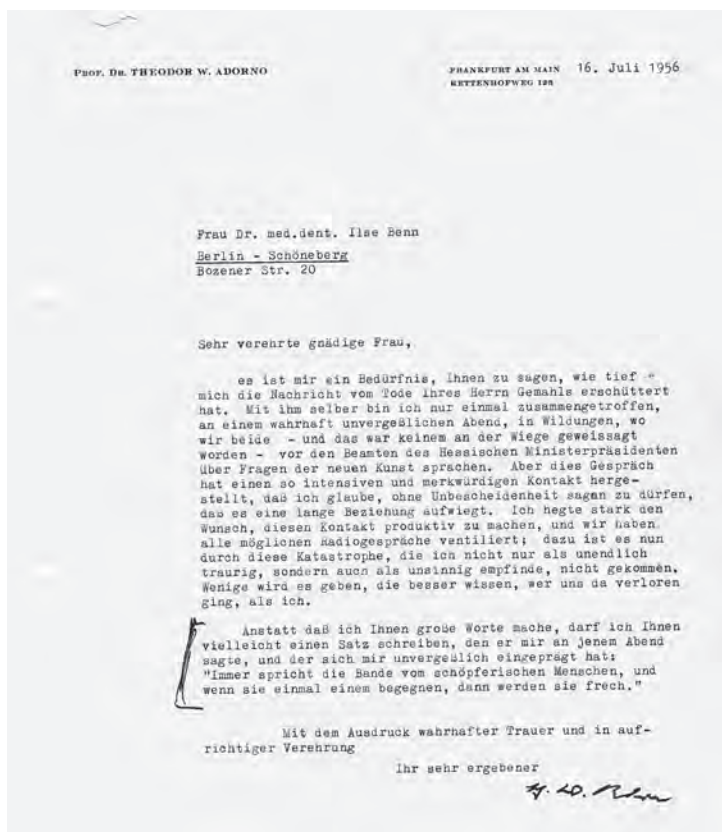 PROF. DR. THEODOR W. ADORNO
FRANKFURT AM MAIN 16. Juli 1956
KETTENHOFWEG 123
Frau Dr. med.dent. Ilse Benn
Berlin - Schöneberg
Bozener Str. 20
Sehr verehrte gnädige Frau,
es ist mir ein Bedürfnis, Ihnen zu sagen, wie tief
mich die Nachricht vom Tode Ihres Herrn Gemahls erschüttert
hat. Mit ihm selber bin ich nur einmal zusammengetroffen,
an einem wahrhaft unvergeßlichen Abend, in Wildungen, wo
wir beide - und das war keinem an der Wiege geweissagt
worden - vor den Beamten des Hessischen Ministerpräsidenten
über Fragen der neuen Kunst sprachen. Aber dies Gespräch
hat einen so intensiven und merkwürdigen Kontakt herge-
stellt, daß ich glaube, ohne Unbescheidenheit sagen zu dürfen,
daß es eine lange Beziehung aufwiegt. Ich hegte stark den
Wunsch, diesen Kontakt produktiv zu machen, und wir haben
alle möglichen Radiogespräche ventiliert; dazu ist es nun
durch diese Katastrophe, die ich nicht nur als unendlich
traurig, sondern auch als unsinnig empfinde, nicht gekommen.
Wenige wird es geben, die besser wissen, wer uns da verloren
ging, als ich.
Anstatt daß ich Ihnen große Worte mache, darf ich Ihnen
vielleicht einen Satz schreiben, den er mir an jenem Abend
sagte, und der sich mir unvergeßlich eingeprägt hat:
"Immer spricht die Bande vom schöpferischen Menschen, und
wenn sie einmal einem begegnen, dann werden sie frech."
Mit dem Ausdruck wahrhafter Trauer und in auf-
richtiger Verehrung
Ihr sehr ergebener